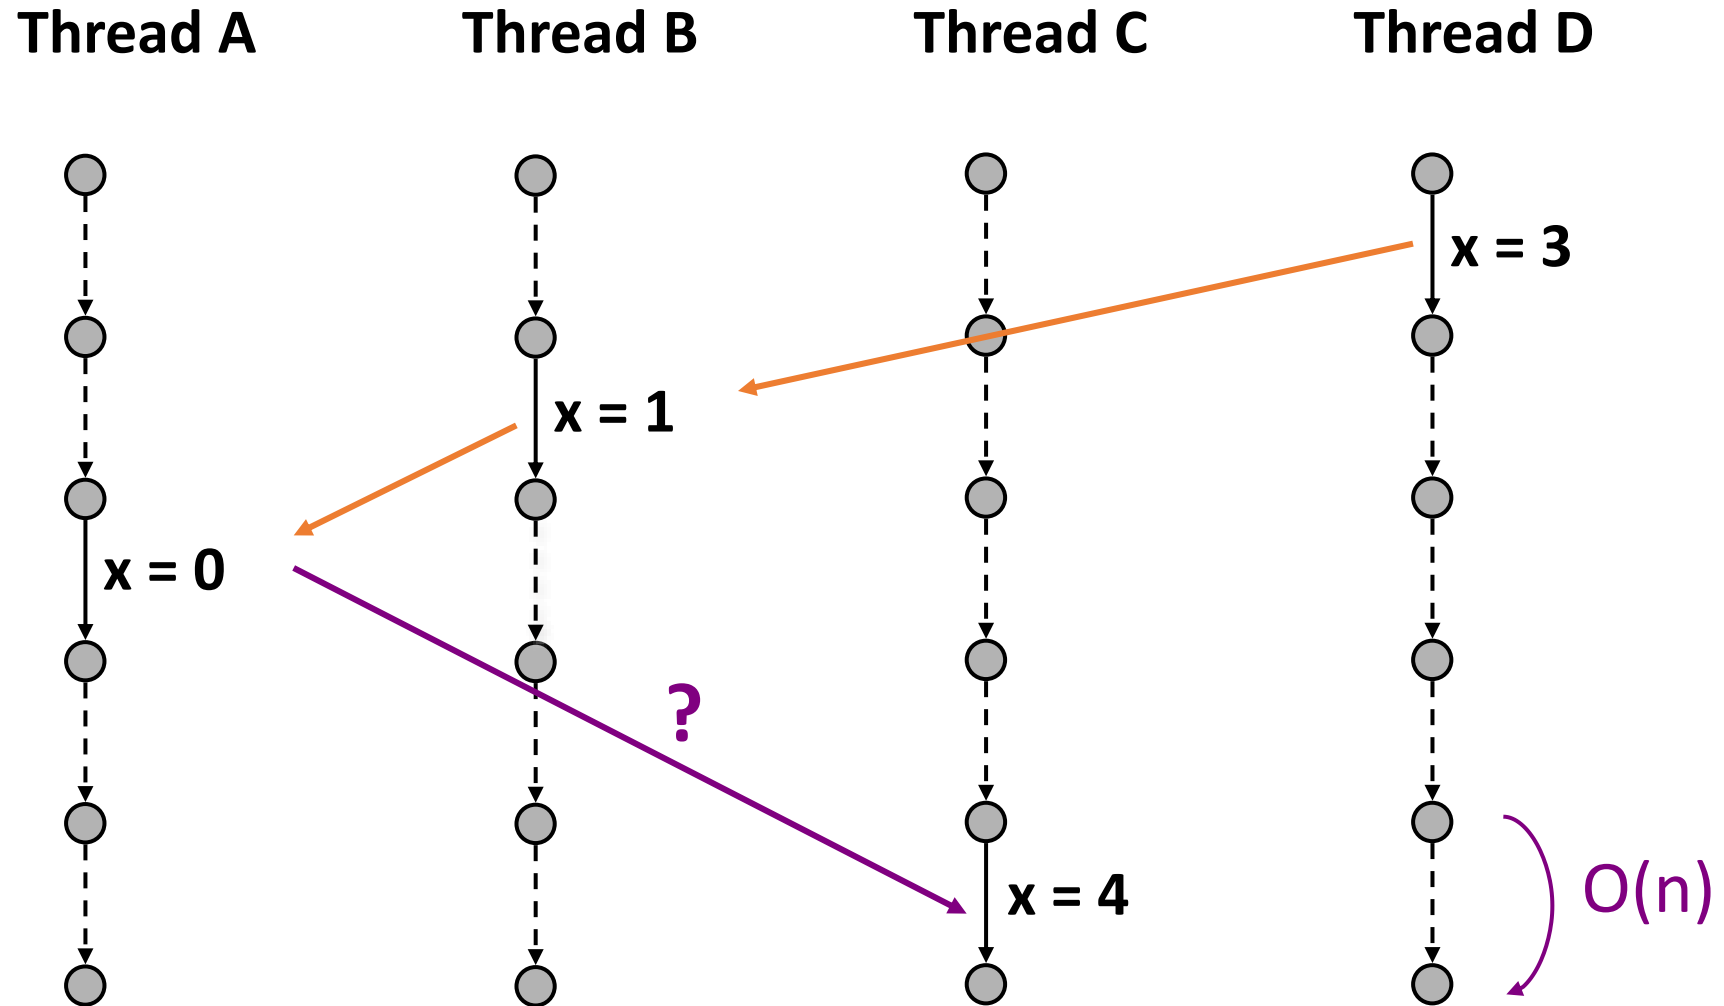 Thread A
Thread B
Thread C
Thread D
x = 3
x = 1
x = 0
?
x = 4
O(n)